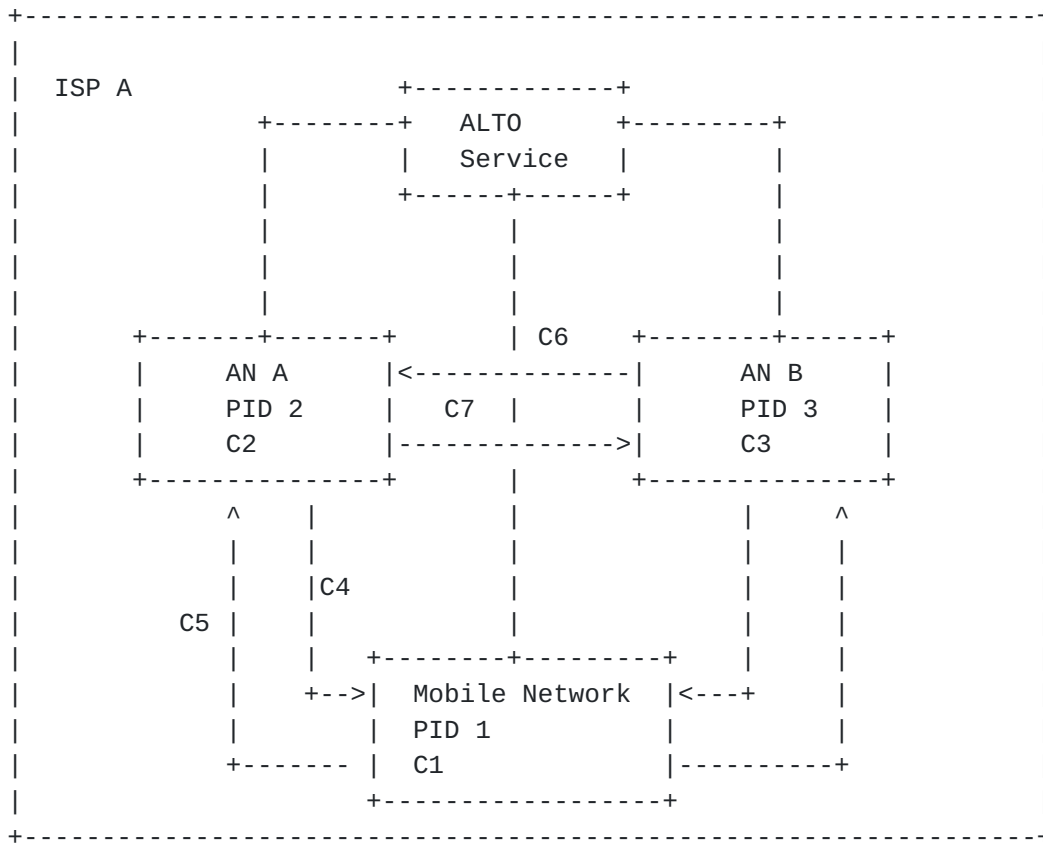 ISP A
ALTO
Service
C6
AN A
AN B
PID 2
C7
PID 3
C2
C3
C4
C5
Mobile Network
PID 1
C1